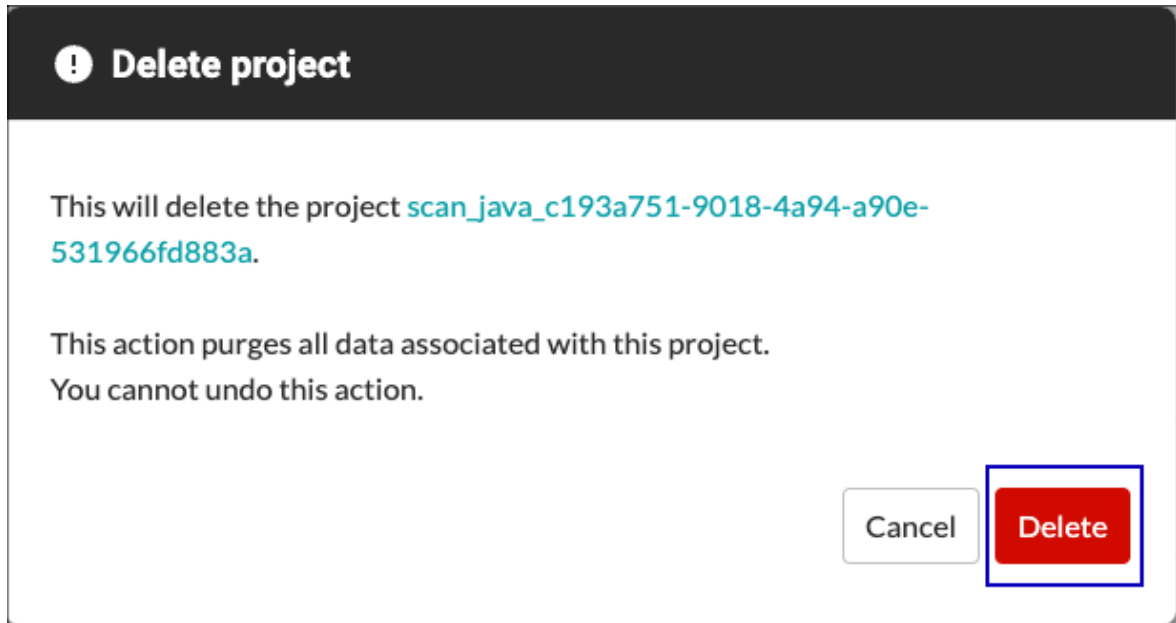 Delete project
This will delete the project scan_java_c193a751-9018-4a94-a90e-
531966fd883a.
This action purges all data associated with this project.
You cannot undo this action.
Cancel Delete